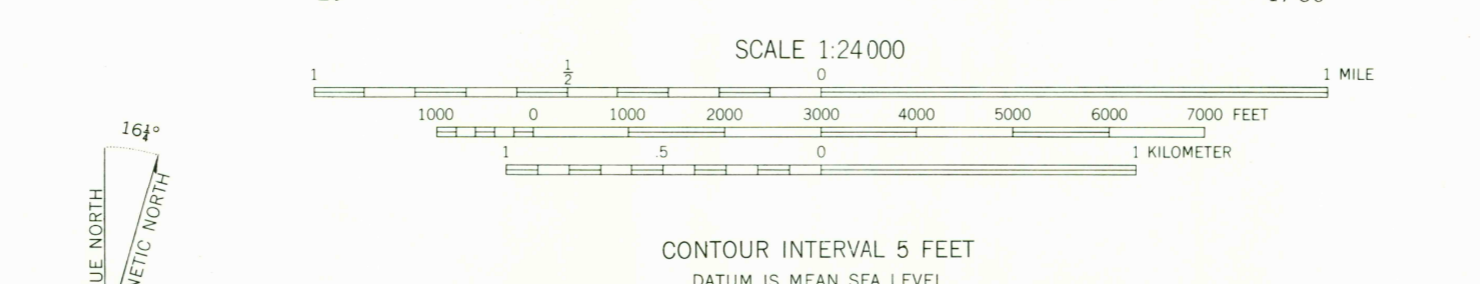 SCALE 1:24000
1 ½ 0 1 MILE
1000 0 1000 2000 3000 4000 5000 6000 7000 FEET
1 .5 0 1 KILOMETER
16¼°
NORTH
NORTH
CONTOUR INTERVAL 5 FEET
DATUM IS MEAN SEA LEVEL